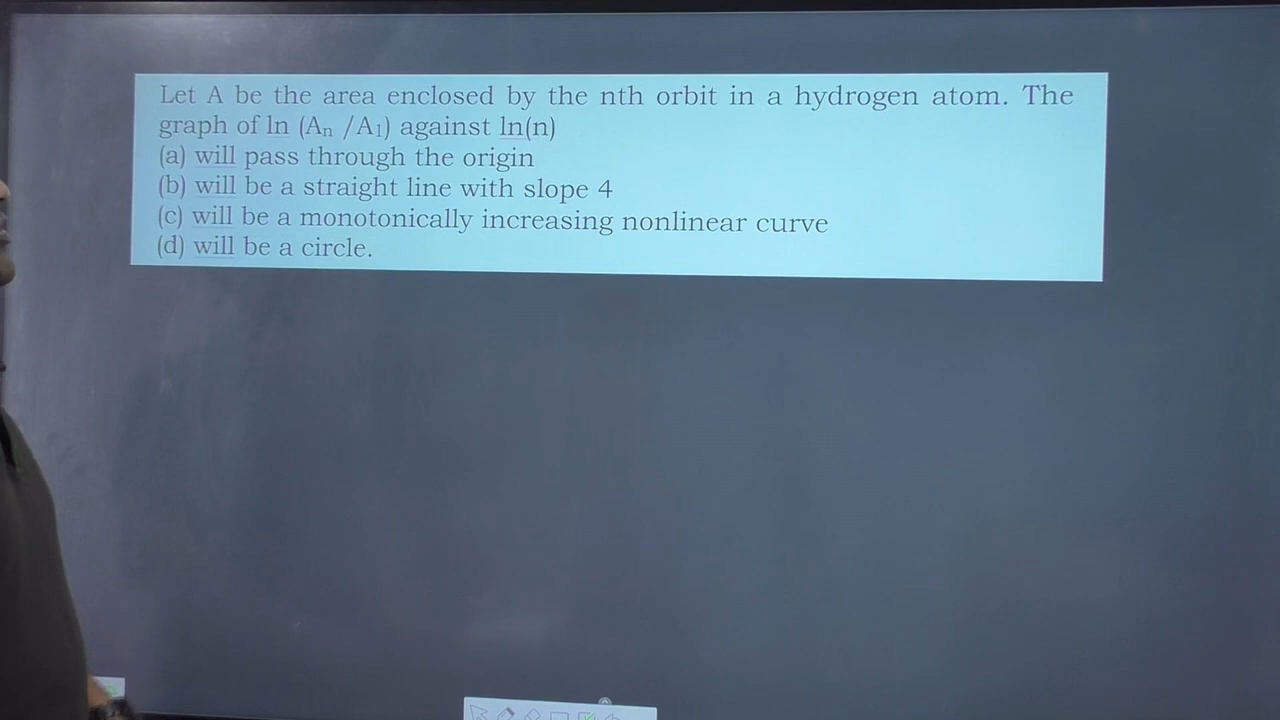 Let A be the area enclosed by the nth orbit in a hydrogen atom. The
graph of ln (An /A1) against ln(n)
(a) will pass through the origin
(b) will be a straight line with slope 4
(c) will be a monotonically increasing nonlinear curve
(d) will be a circle.